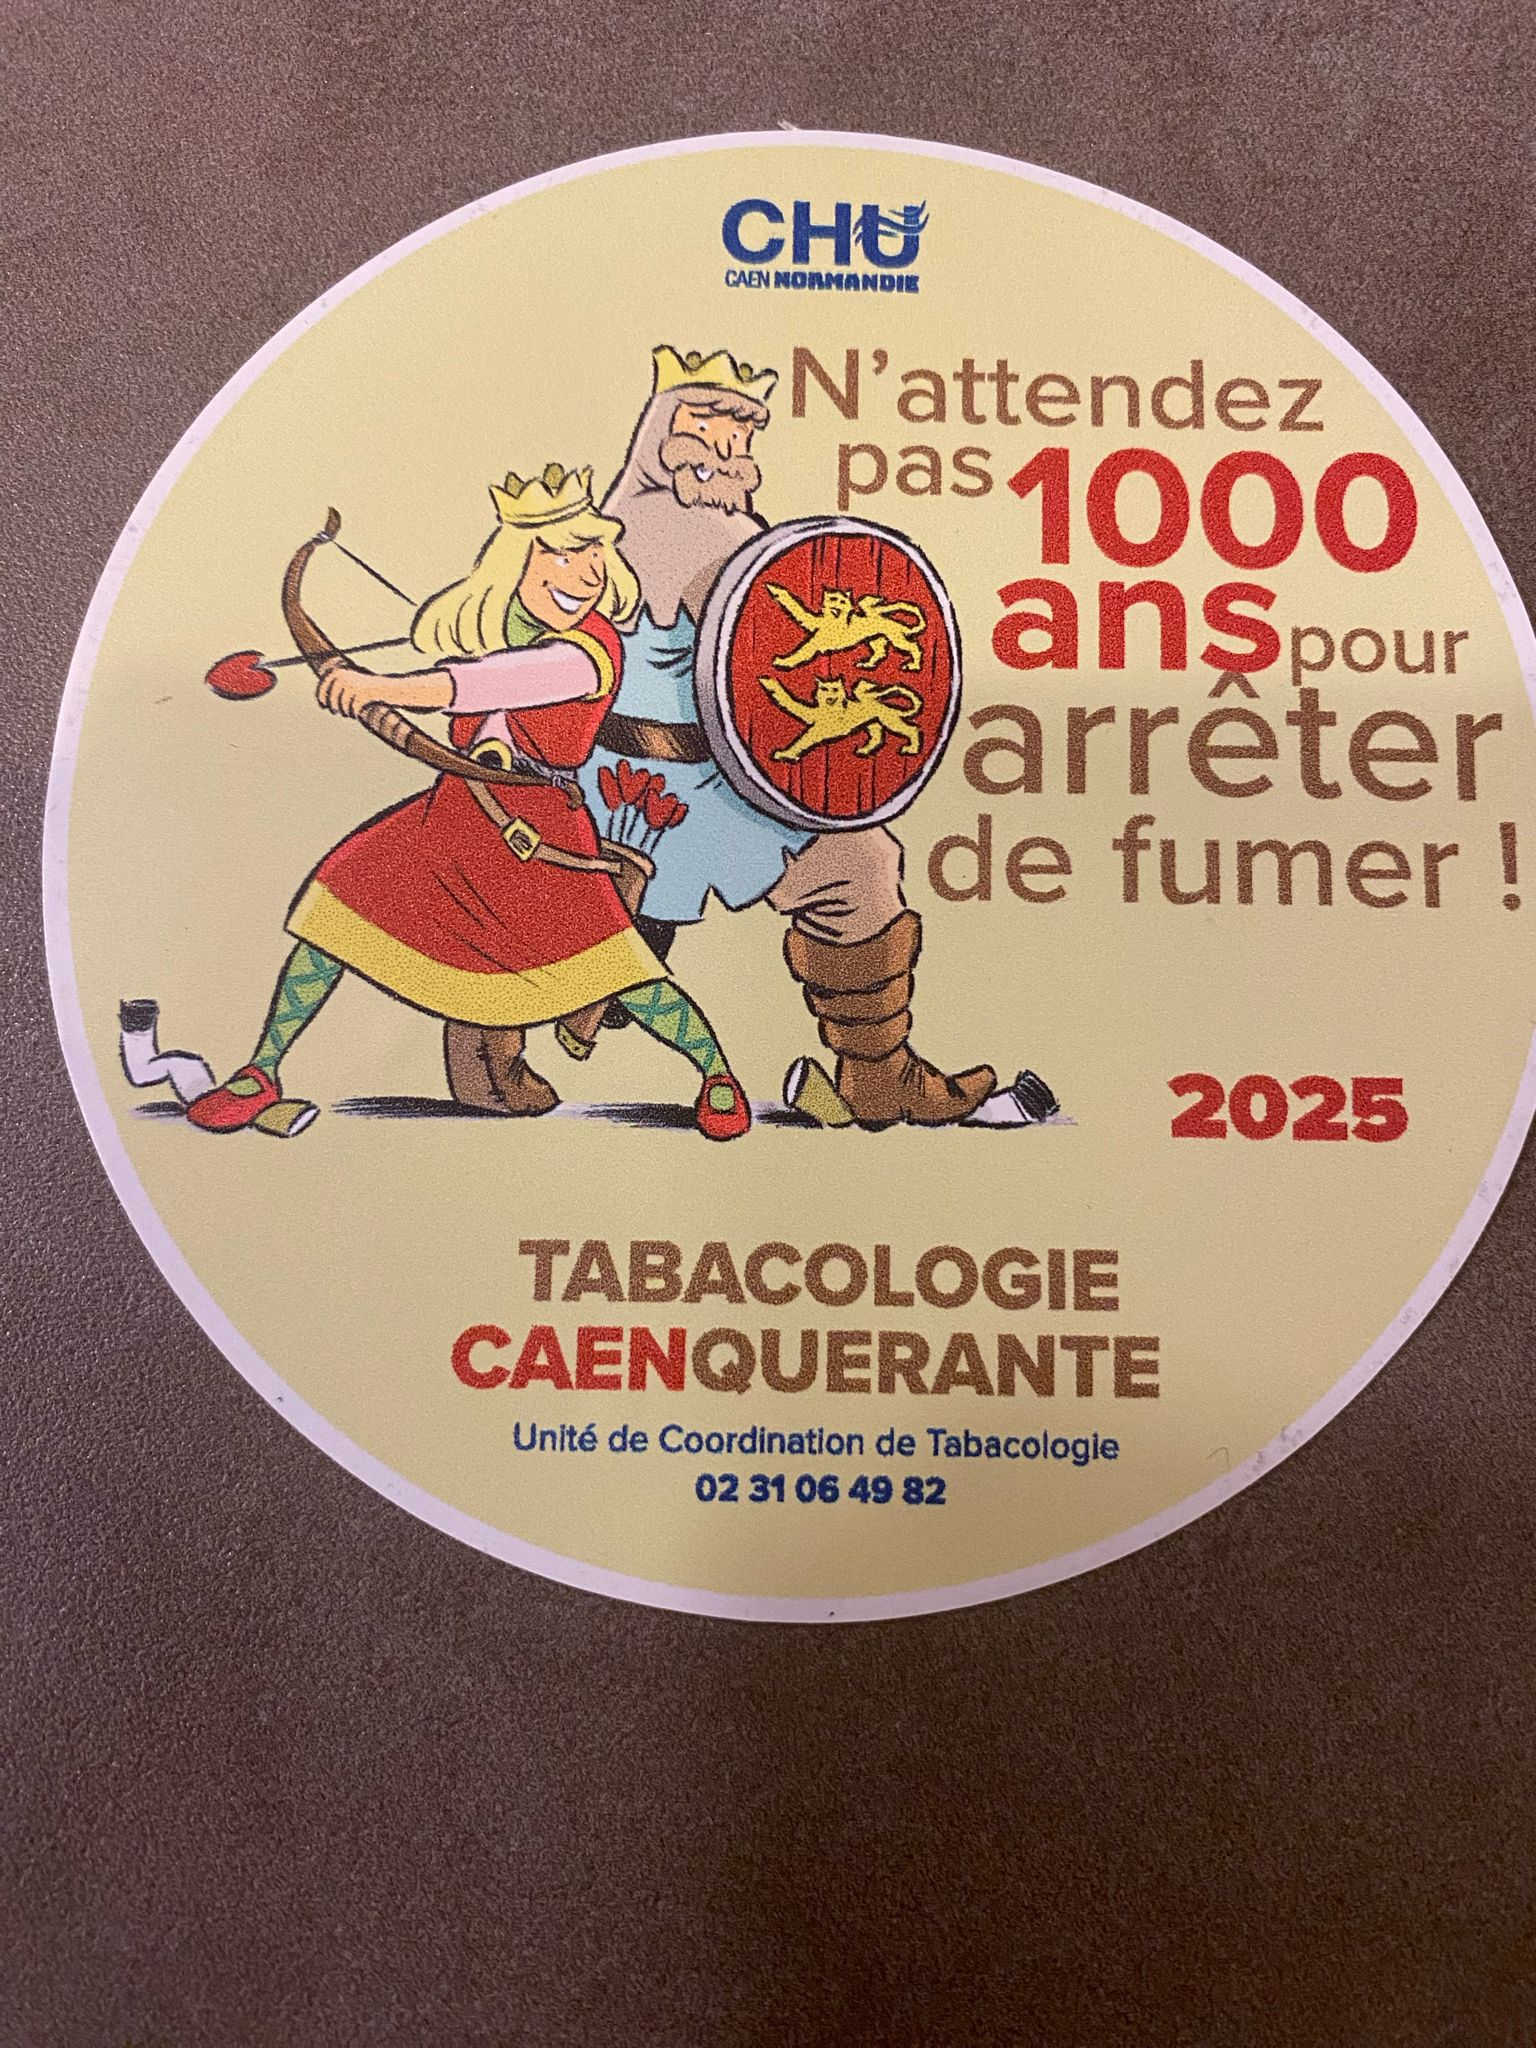 CHU
CAEN NORMANDIE
N'attendez
pas 1000
ans pour
arrêter
de fumer !
2025
TABACOLOGIE
CAENQUERANTE
Unité de Coordination de Tabacologie
02 31 06 49 82